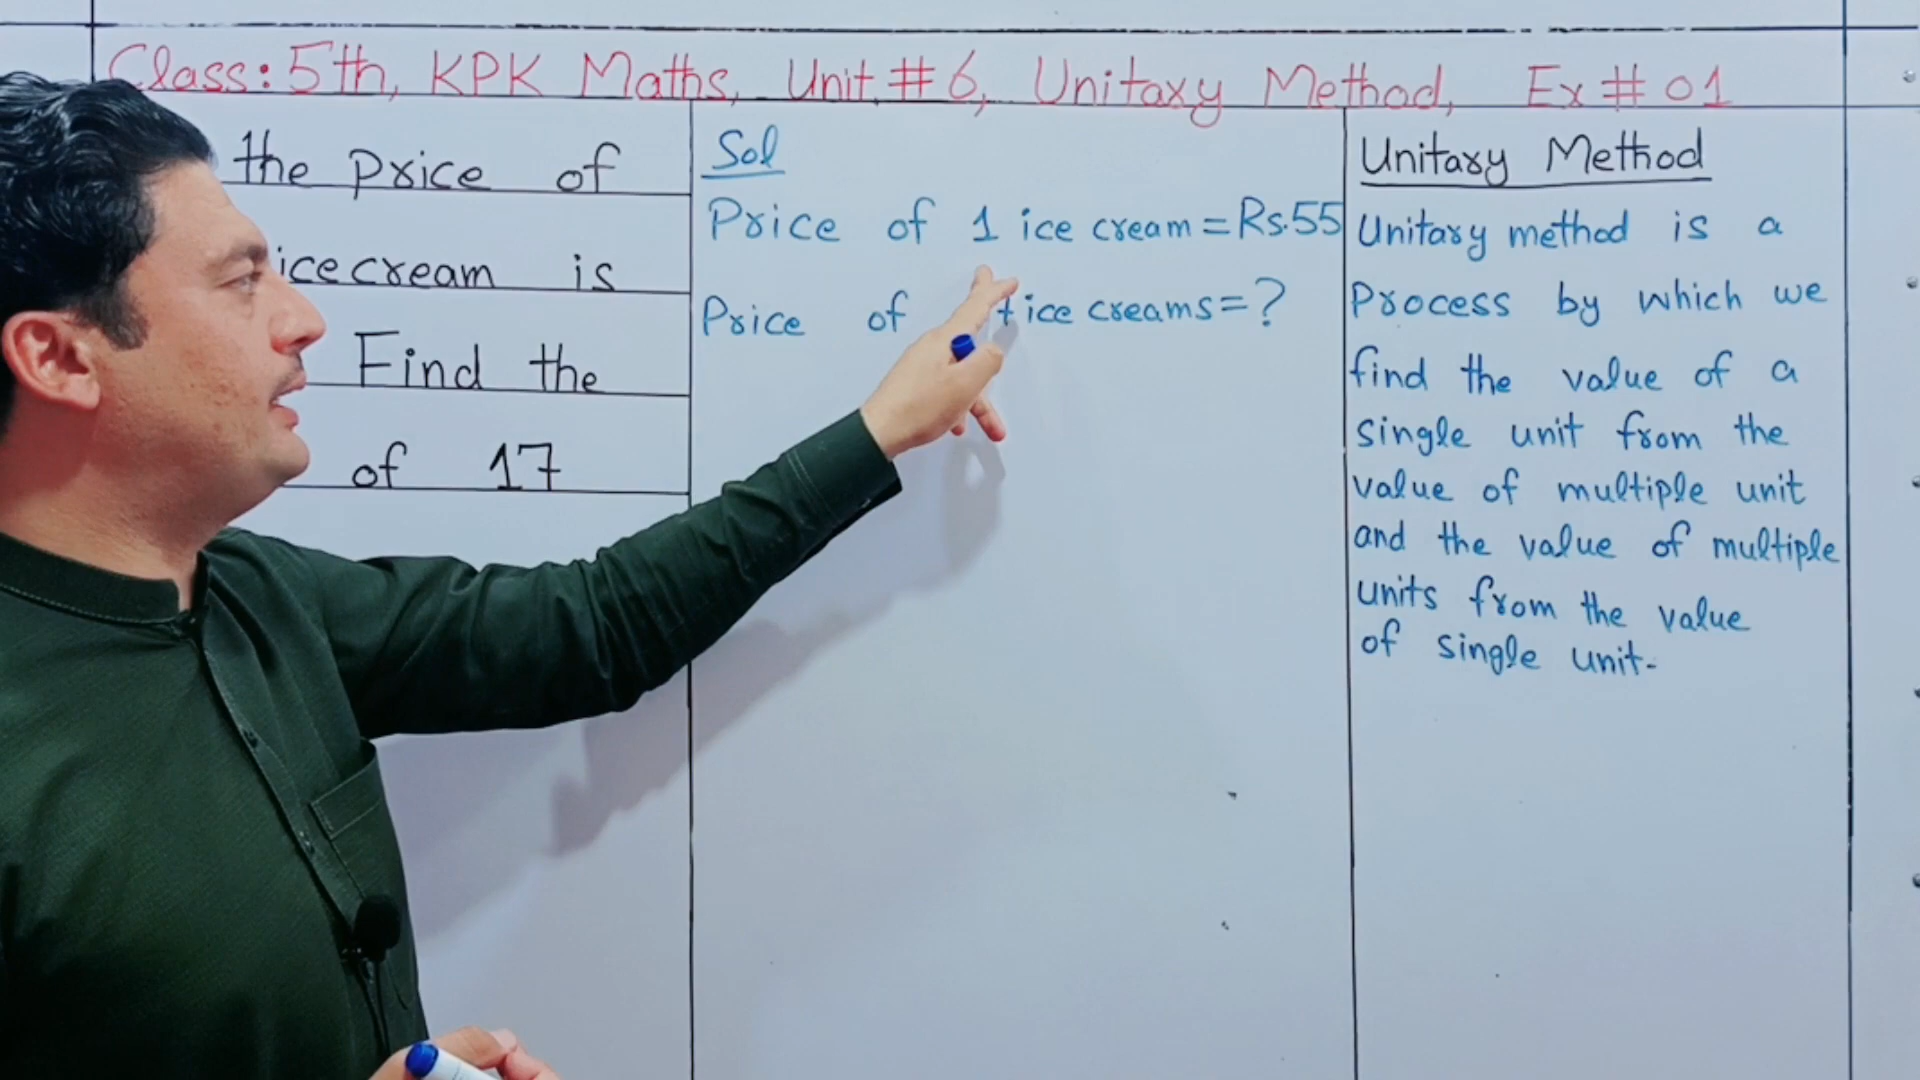 Class: 5th, KPK Maths, Unit # 6, Unitary Method, Ex # 01
the price of
icecream is
Find the
of 17
Sol
Price of 1 ice cream = Rs.55
Price of ice creams = ?
Unitary Method
Unitary method is a
Process by which we
find the value of a
single unit from the
value of multiple unit
and the value of multiple
units from the value
of single unit.